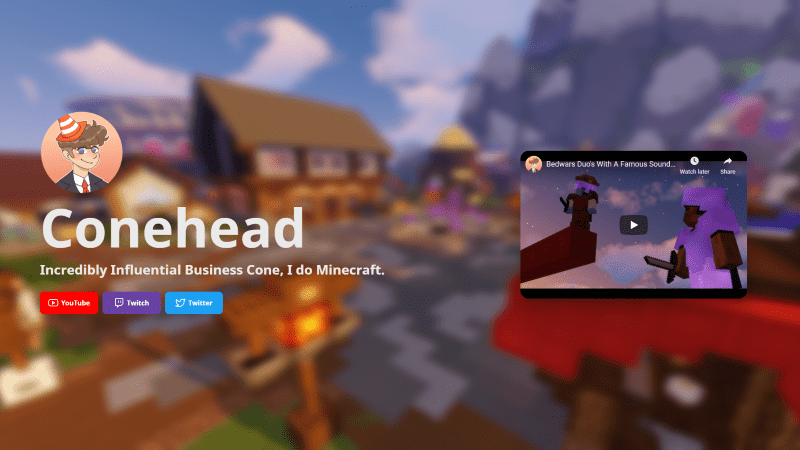 Conehead
Incredibly Influential Business Cone, I do Minecraft.
YouTube
Twitch
Twitter
Bedwars Duo's With A Famous Sound...
Watch later
Share